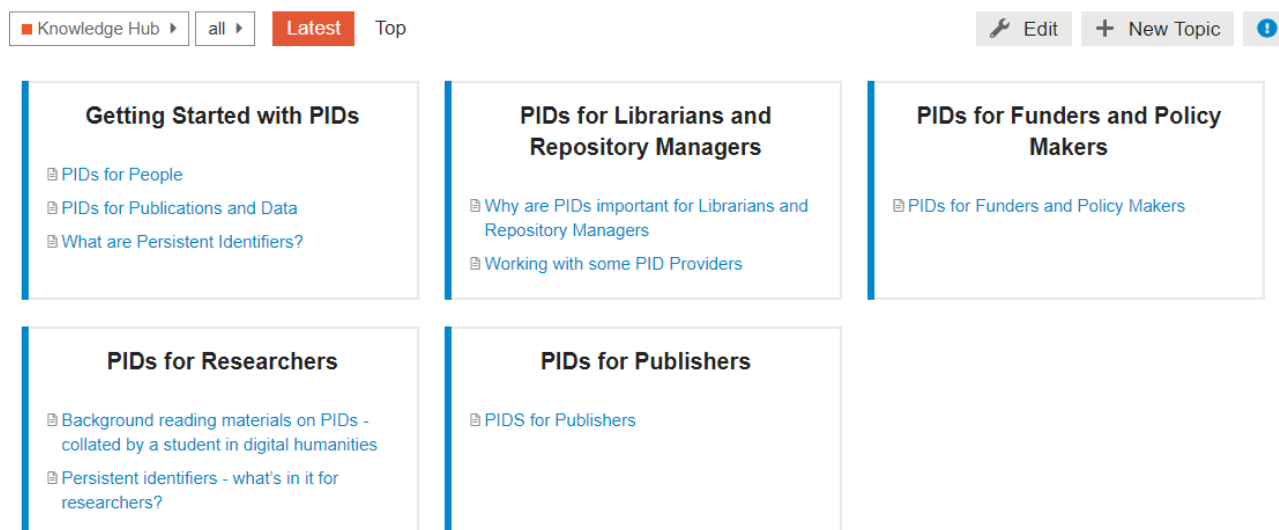 Knowledge Hub
all
Latest
Top
Edit
New Topic
Getting Started with PIDs
PIDs for People
PIDs for Publications and Data
What are Persistent Identifiers?
PIDs for Librarians and
Repository Managers
Why are PIDs important for Librarians and
Repository Managers
Working with some PID Providers
PIDs for Funders and Policy
Makers
PIDs for Funders and Policy Makers
PIDs for Researchers
Background reading materials on PIDs -
collated by a student in digital humanities
Persistent identifiers - what's in it for
researchers?
PIDs for Publishers
PIDS for Publishers